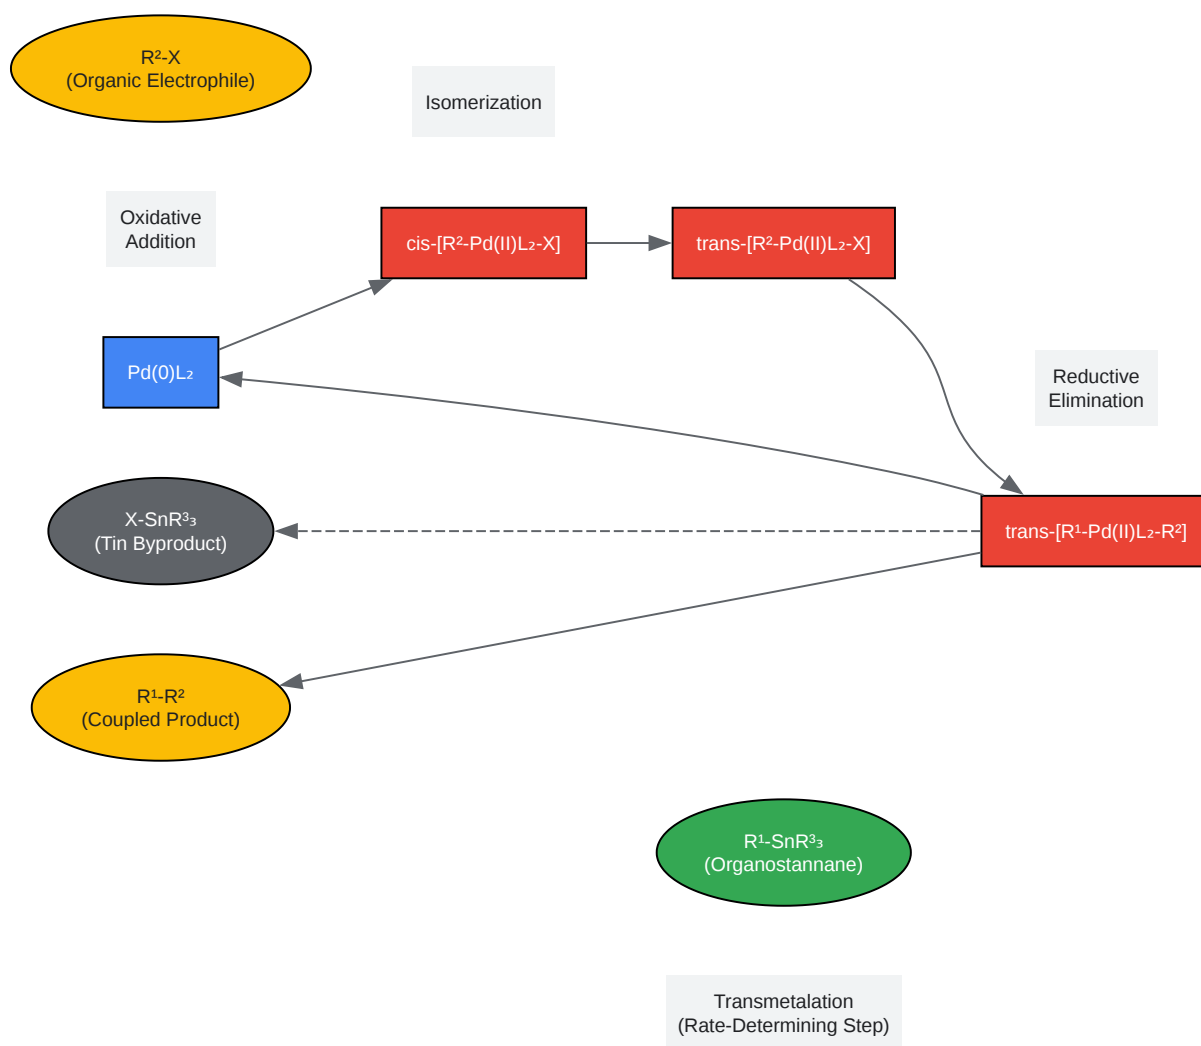 R²-X
(Organic Electrophile)
Isomerization
Oxidative
Addition
cis-[R²-Pd(II)L₂-X]
trans-[R²-Pd(II)L₂-X]
Pd(0)L₂
Reductive
Elimination
X-SnR³₃
(Tin Byproduct)
trans-[R¹-Pd(II)L₂-R²]
R¹-R²
(Coupled Product)
R¹-SnR³₃
(Organostannane)
Transmetalation
(Rate-Determining Step)